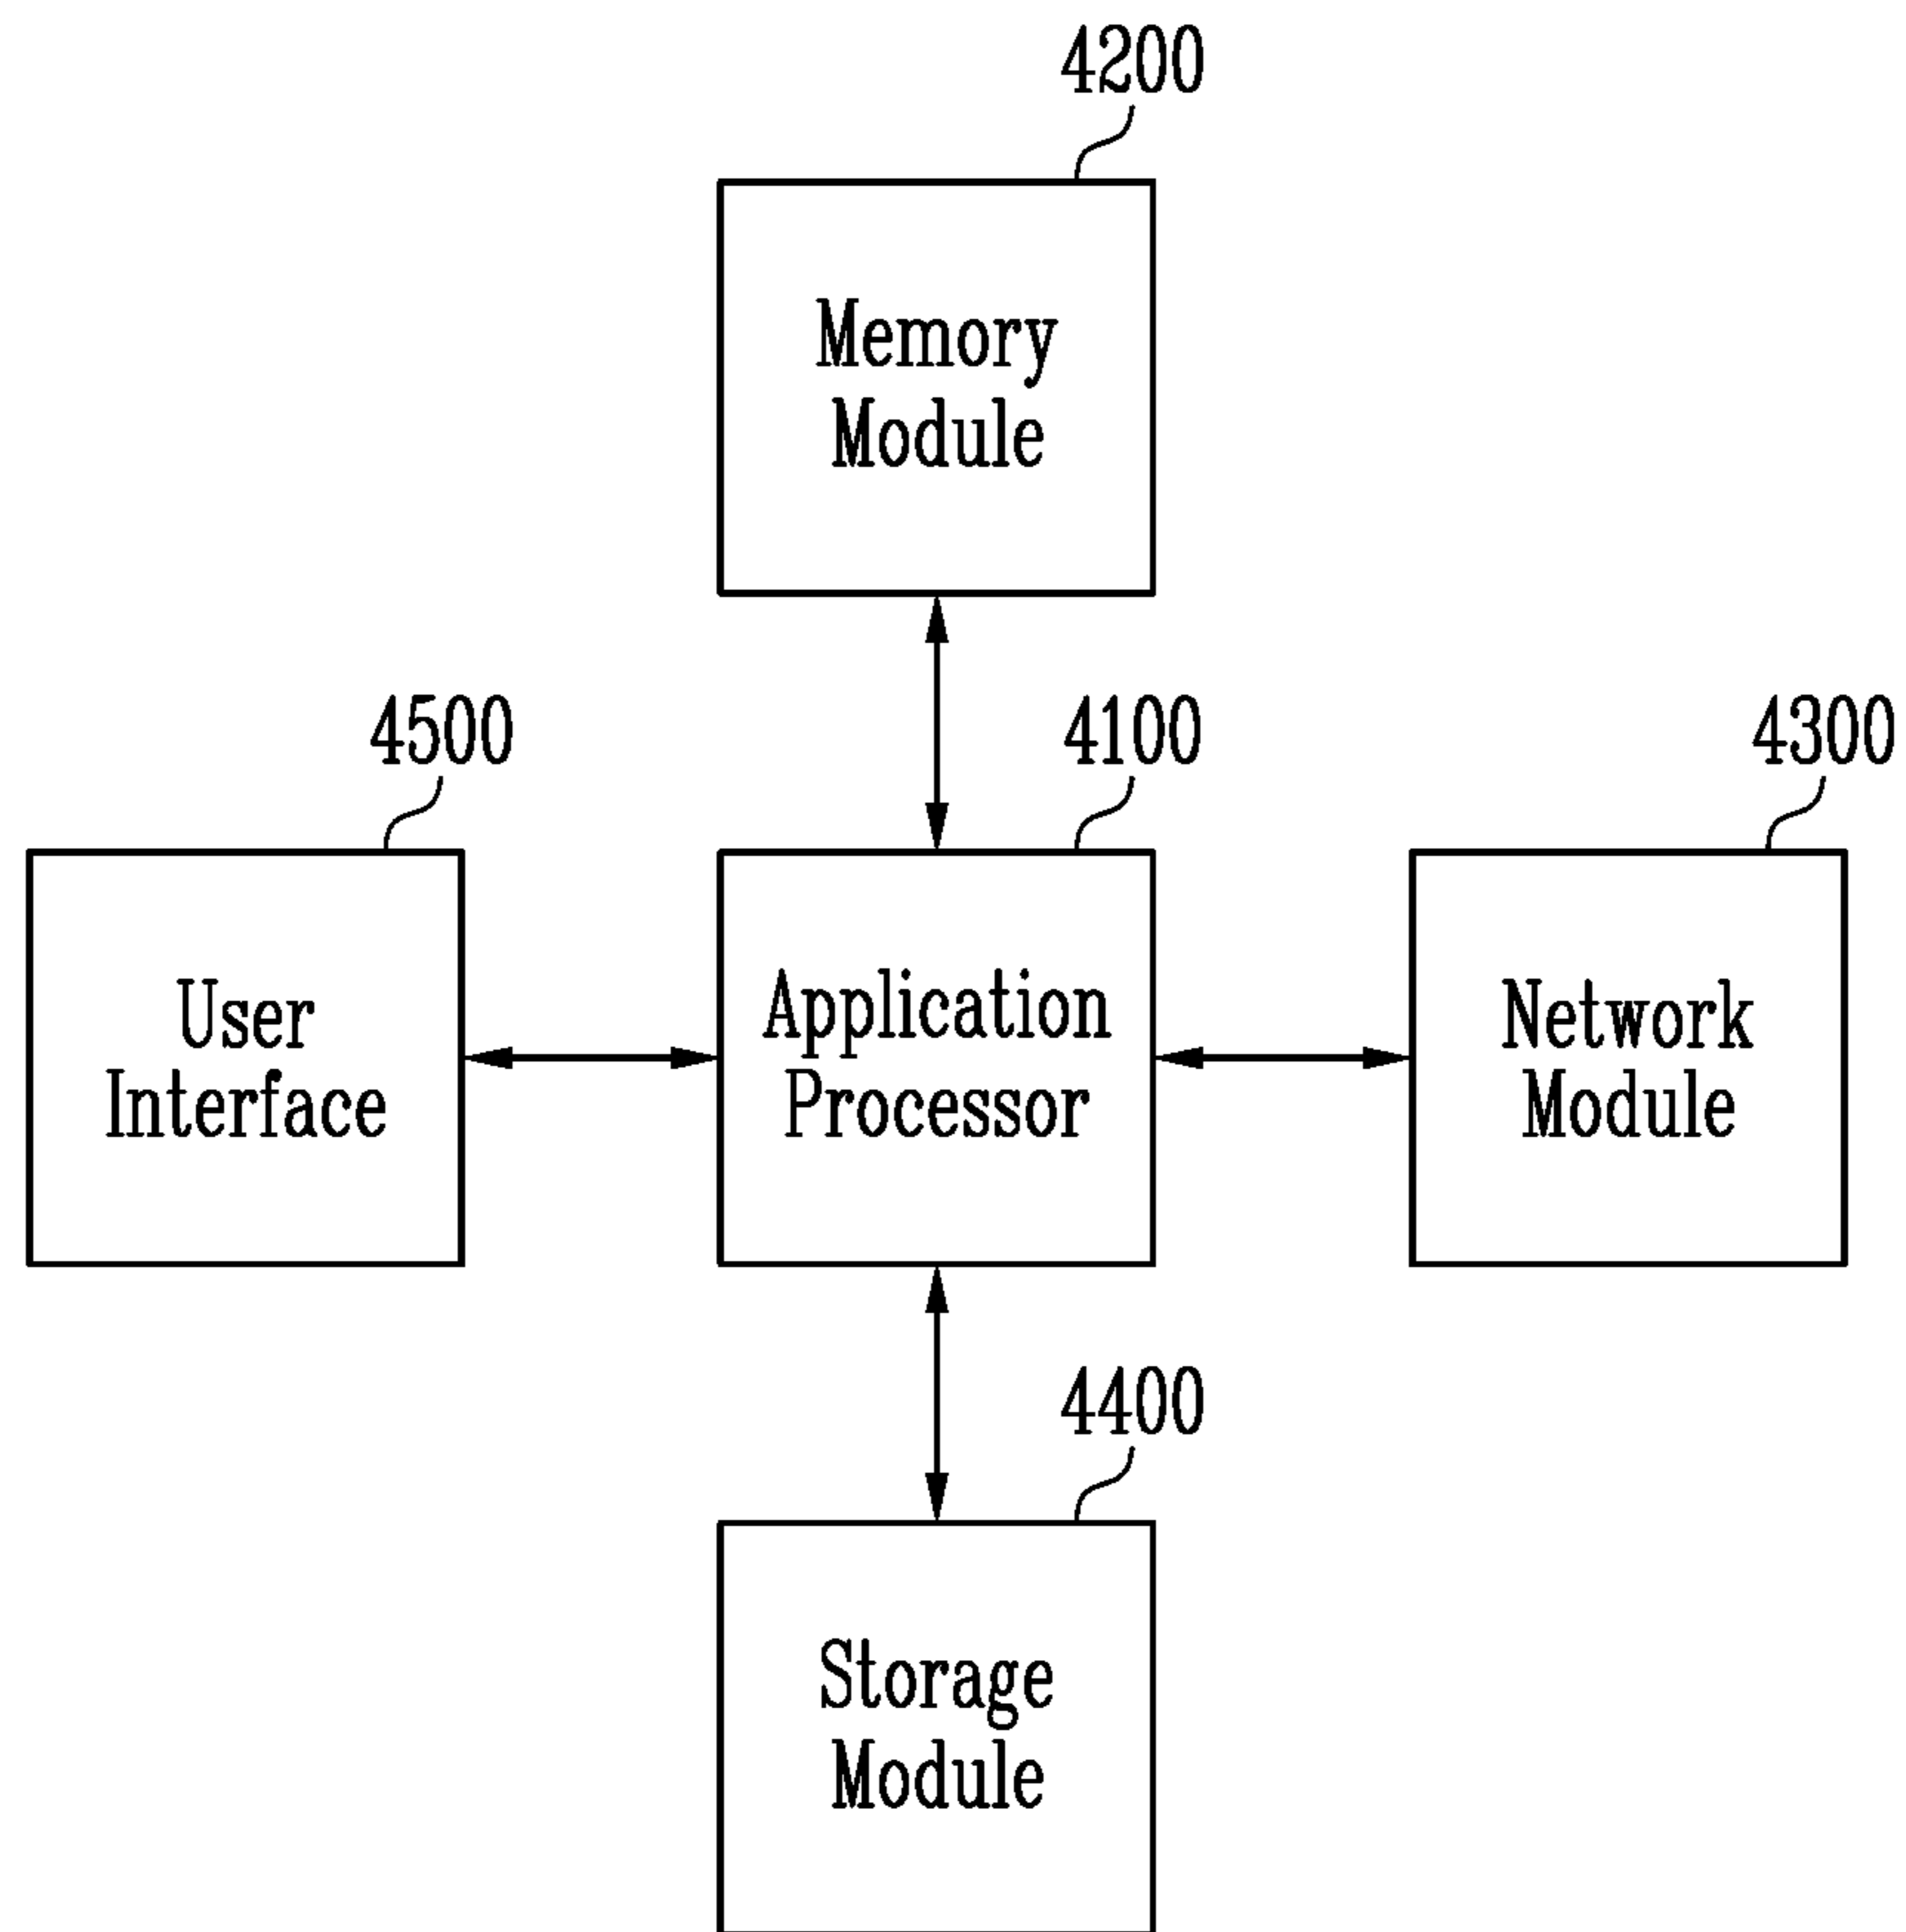 4200
Memory
Module
4500
4100
4300
User
Interface
Application
Processor
Network
Module
4400
Storage
Module